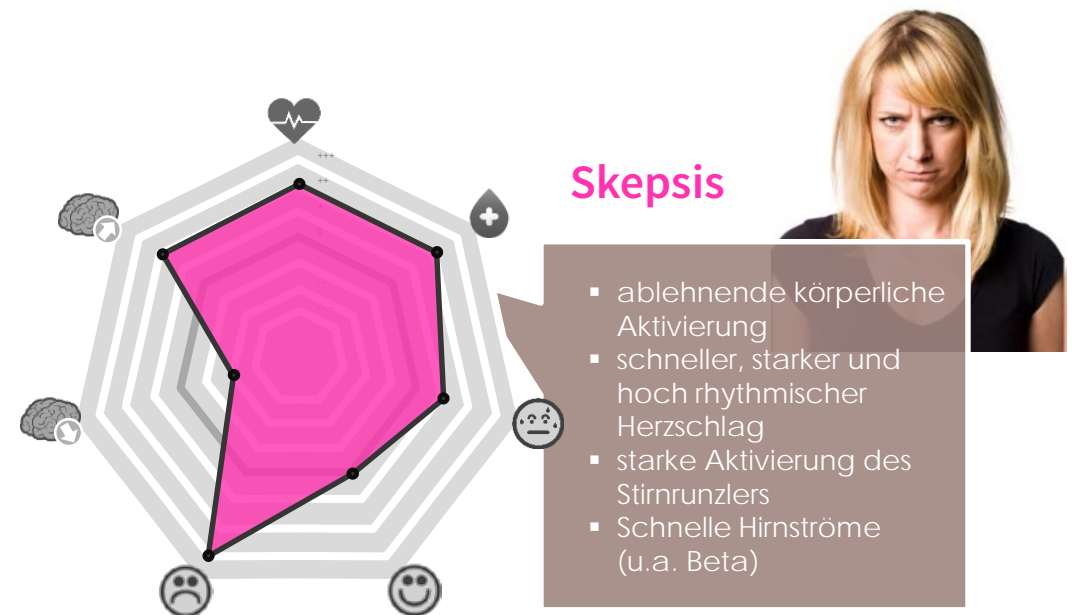 +++
++
Skepsis
▪ ablehnende körperliche
Aktivierung
▪ schneller, starker und
hoch rhythmischer
Herzschlag
▪ starke Aktivierung des
Stirnrunzlers
▪ Schnelle Hirnströme
(u.a. Beta)